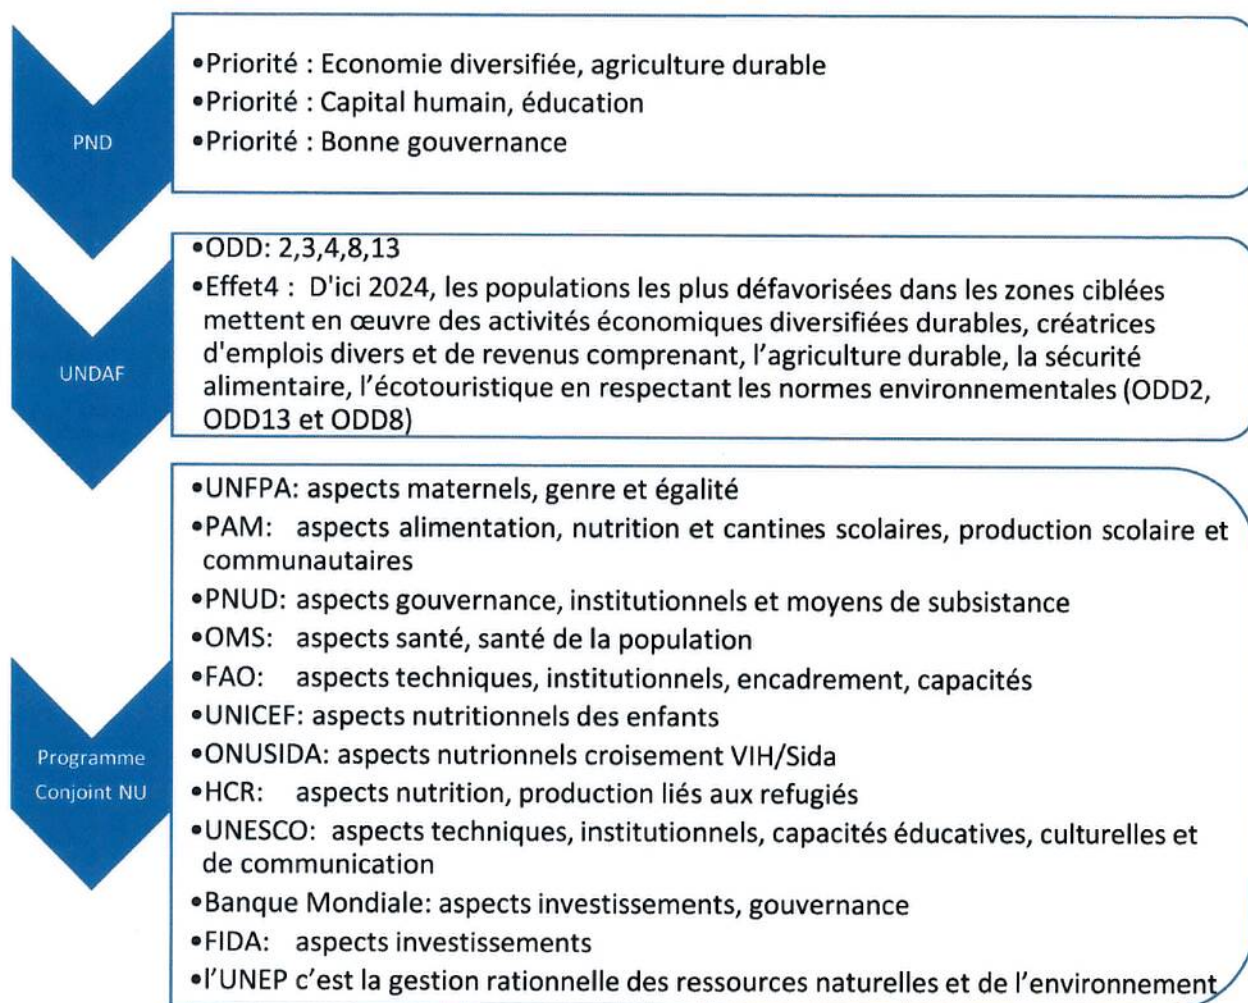 PND
•Priorité : Economie diversifiée, agriculture durable
•Priorité : Capital humain, éducation
•Priorité : Bonne gouvernance
UNDAF
•ODD: 2,3,4,8,13
•Effet4 : D'ici 2024, les populations les plus défavorisées dans les zones ciblées
mettent en œuvre des activités économiques diversifiées durables, créatrices
d'emplois divers et de revenus comprenant, l'agriculture durable, la sécurité
alimentaire, l'écotouristique en respectant les normes environnementales (ODD2,
ODD13 et ODD8)
Programme
Conjoint NU
•UNFPA: aspects maternels, genre et égalité
•PAM: aspects alimentation, nutrition et cantines scolaires, production scolaire et
communautaires
•PNUD: aspects gouvernance, institutionnels et moyens de subsistance
•OMS: aspects santé, santé de la population
•FAO: aspects techniques, institutionnels, encadrement, capacités
•UNICEF: aspects nutritionnels des enfants
•ONUSIDA: aspects nutrionnels croisement VIH/Sida
•HCR: aspects nutrition, production liés aux refugiés
•UNESCO: aspects techniques, institutionnels, capacités éducatives, culturelles et
de communication
•Banque Mondiale: aspects investissements, gouvernance
•FIDA: aspects investissements
•l'UNEP c'est la gestion rationnelle des ressources naturelles et de l'environnement